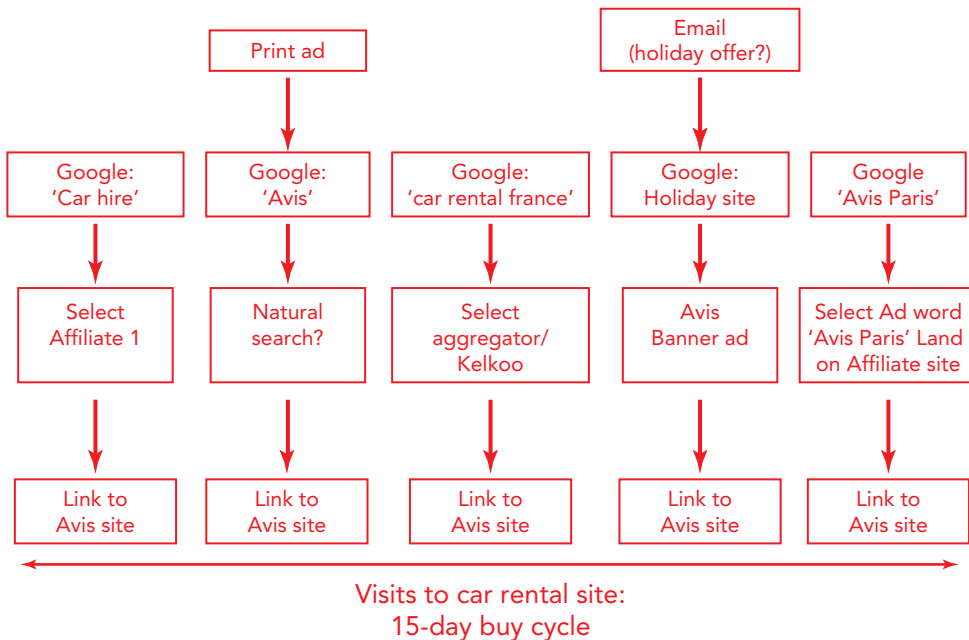 Print ad
Email
(holiday offer?)
Google:
‘Car hire’
Google:
‘Avis’
Google:
‘car rental france’
Google:
Holiday site
Google
‘Avis Paris’
Select
Affiliate 1
Natural
search?
Select
aggregator/
Kelkoo
Avis
Banner ad
Select Ad word
‘Avis Paris’ Land
on Affiliate site
Link to
Avis site
Link to
Avis site
Link to
Avis site
Link to
Avis site
Link to
Avis site
Visits to car rental site:
15-day buy cycle